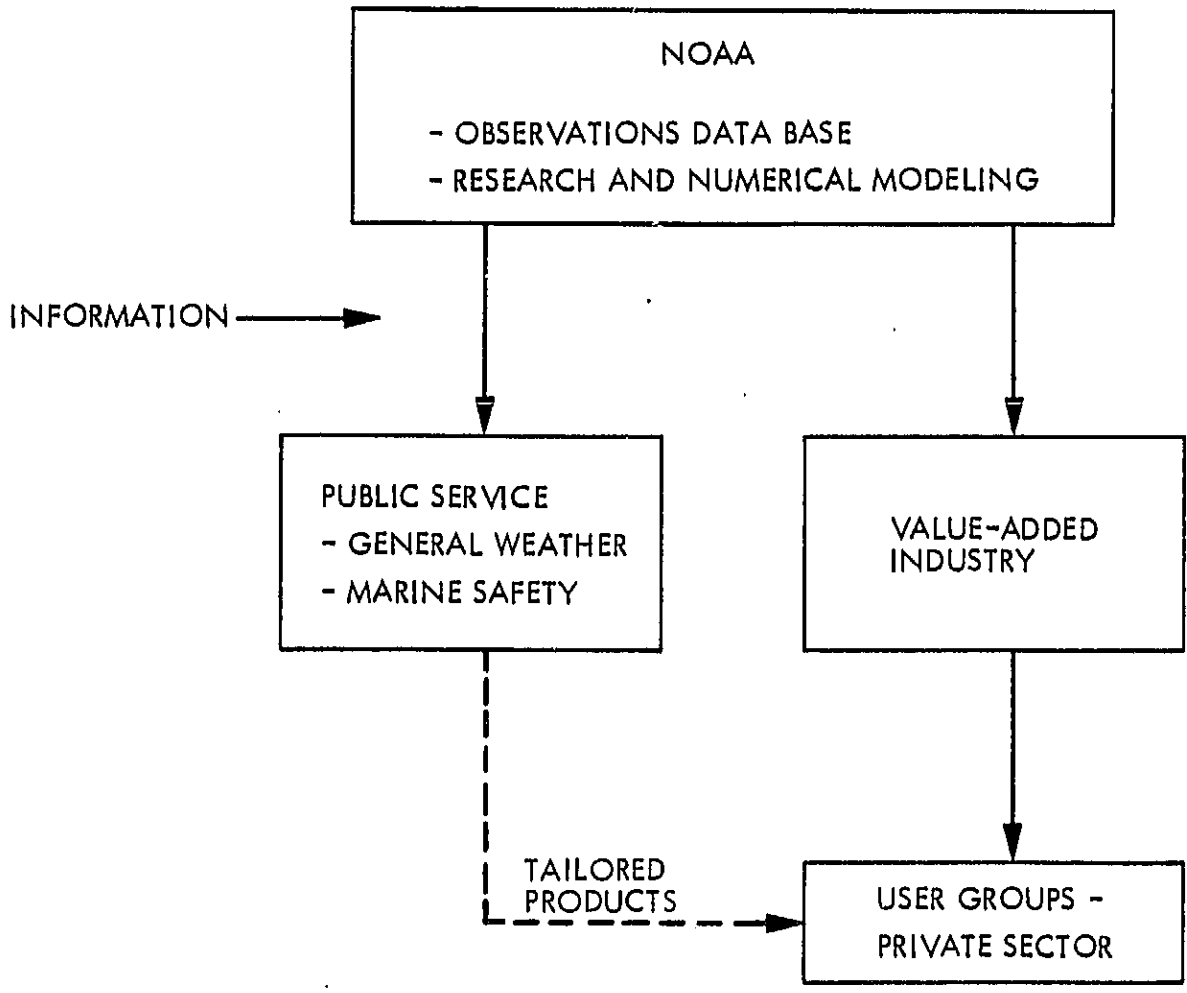 NOAA
- OBSERVATIONS DATA BASE
- RESEARCH AND NUMERICAL MODELING
INFORMATION
PUBLIC SERVICE
- GENERAL WEATHER
- MARINE SAFETY
VALUE-ADDED
INDUSTRY
TAILORED
PRODUCTS
USER GROUPS -
PRIVATE SECTOR